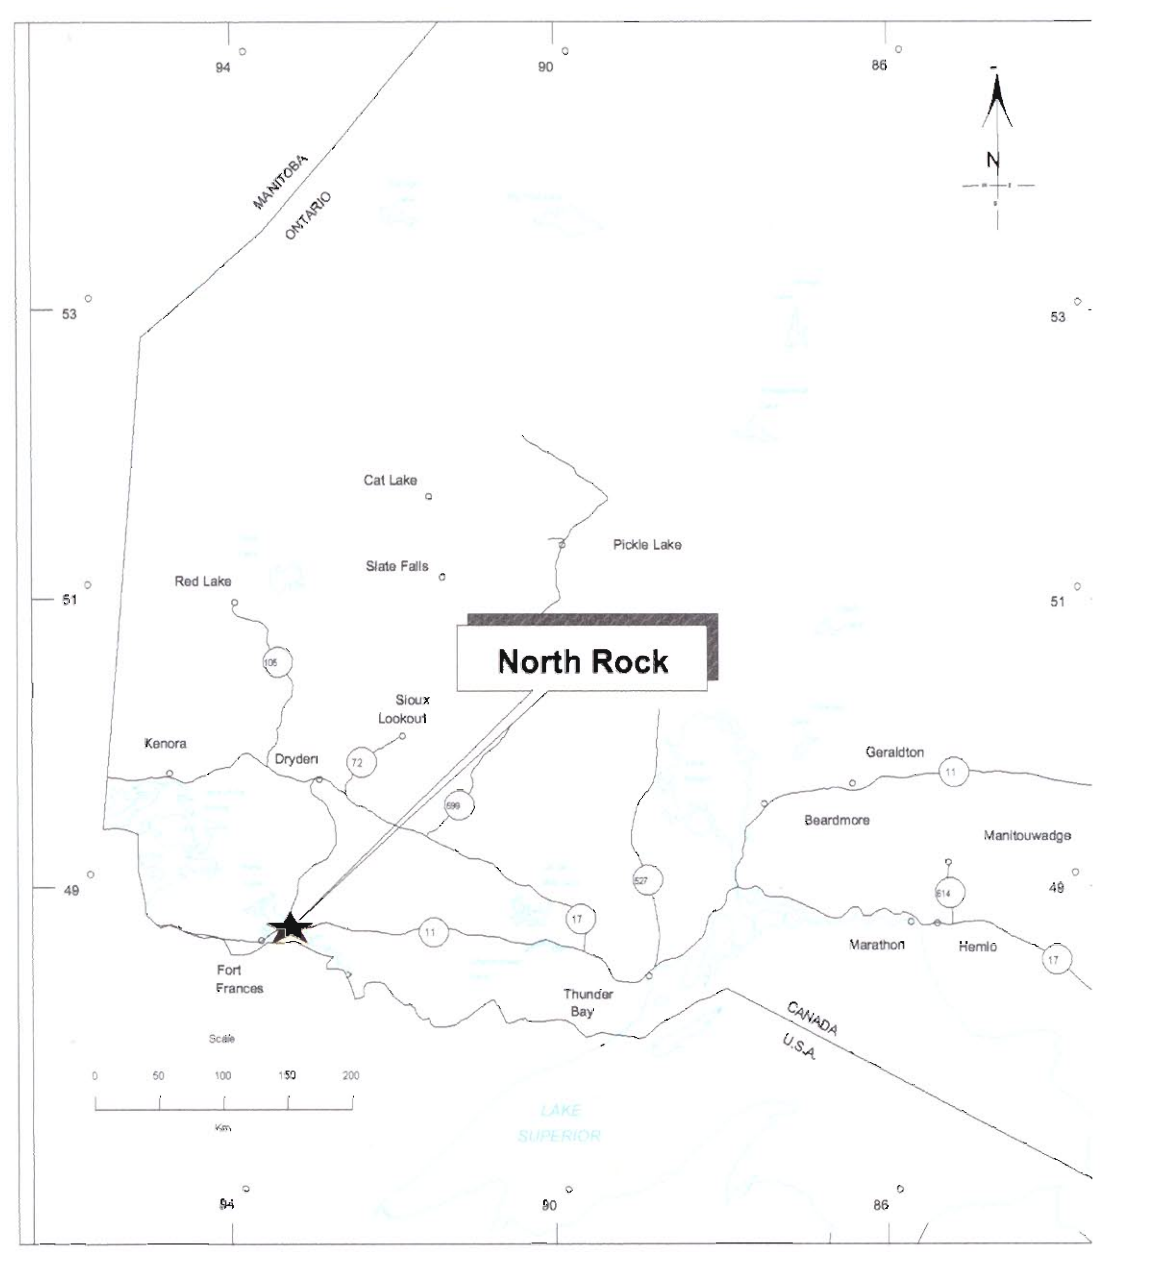 94° 90° 86°
N
MANITOBA
ONTARIO
53° 53°
Cat Lake
Pickle Lake
Slate Falls
Red Lake
51° 51°
North Rock
105
Sioux
Lookout
Kenora
Dryden
72
Geraldton
11
599
Beardmore
Manitouwadge
49° 49°
527
614
17
11
Marathon
Hemlo
17
Fort
Frances
Thunder
Bay
CANADA
U.S.A.
Scale
0 50 100 150 200
Km
LAKE
SUPERIOR
94° 90° 86°